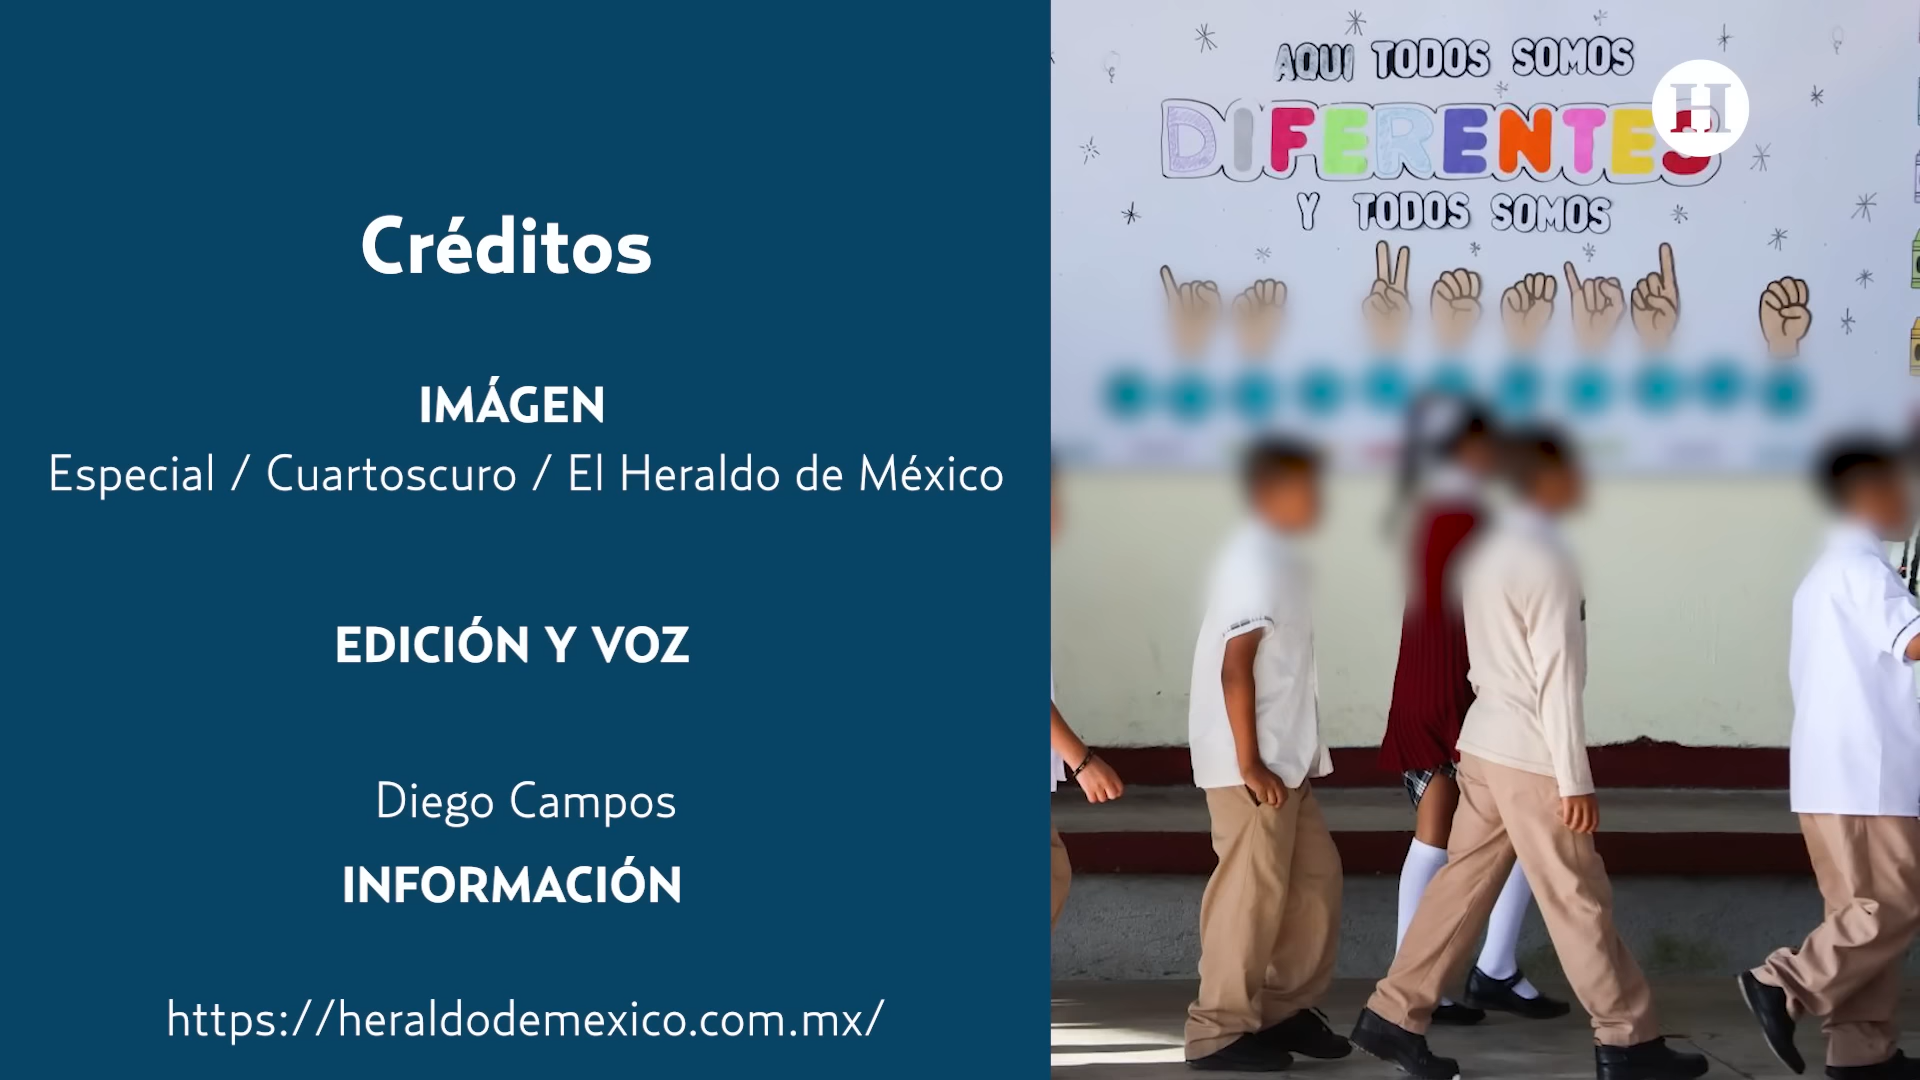 Créditos
IMÁGEN
Especial / Cuartoscuro / El Heraldo de México
EDICIÓN Y VOZ
Diego Campos
INFORMACIÓN
https://heraldodemexico.com.mx/
AQUI TODOS SOMOS
DIFERENTES
Y TODOS SOMOS
H